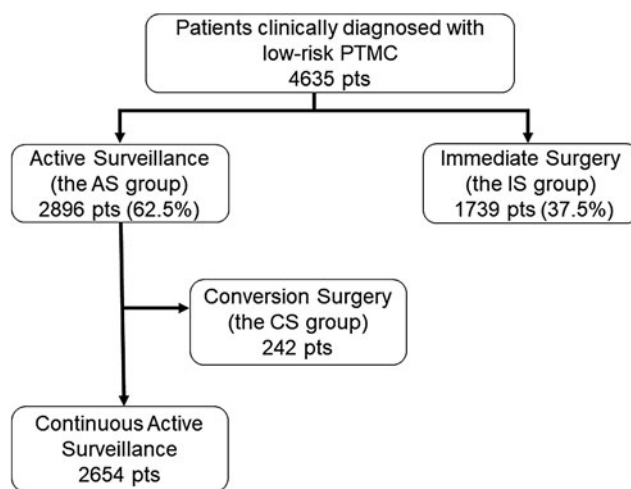 Patients clinically diagnosed with
low-risk PTMC
4635 pts
Active Surveillance
(the AS group)
2896 pts (62.5%)
Immediate Surgery
(the IS group)
1739 pts (37.5%)
Conversion Surgery
(the CS group)
242 pts
Continuous Active
Surveillance
2654 pts